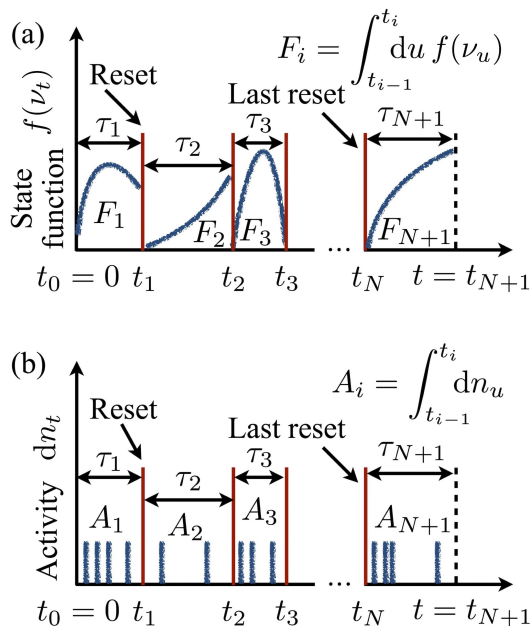 (a)
F_i = \int_{t_{i-1}}^{t_i} du f(ν_u)
Reset
Last reset
State function f(ν_t)
τ_1 τ_2 τ_3 τ_{N+1}
F_1 F_2 F_3 F_{N+1}
...
t_0 = 0 t_1 t_2 t_3 t_N t = t_{N+1}
(b)
A_i = \int_{t_{i-1}}^{t_i} dn_u
Reset
Last reset
Activity dn_t
τ_1 τ_2 τ_3 τ_{N+1}
A_1 A_2 A_3 A_{N+1}
...
t_0 = 0 t_1 t_2 t_3 t_N t = t_{N+1}